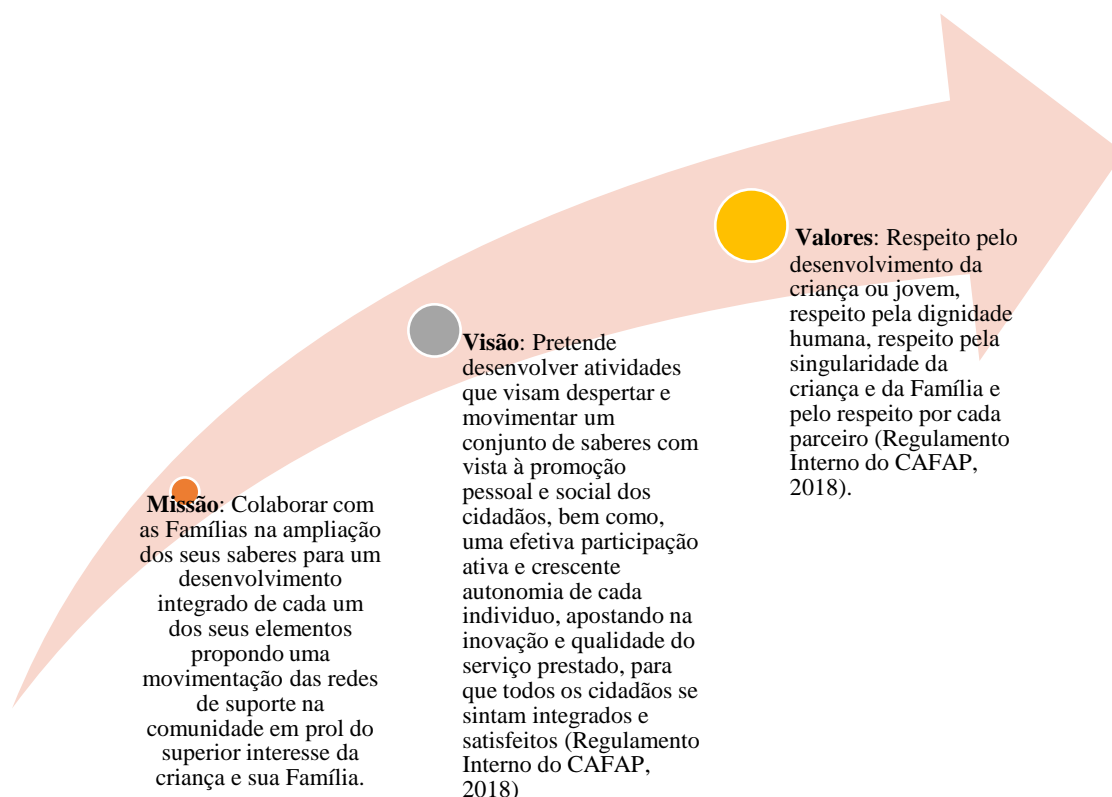 Missão: Colaborar com
as Famílias na ampliação
dos seus saberes para um
desenvolvimento
integrado de cada um
dos seus elementos
propondo uma
movimentação das redes
de suporte na
comunidade em prol do
superior interesse da
criança e sua Família.
Visão: Pretende
desenvolver atividades
que visam despertar e
movimentar um
conjunto de saberes com
vista à promoção
pessoal e social dos
cidadãos, bem como,
uma efetiva participação
ativa e crescente
autonomia de cada
individuo, apostando na
inovação e qualidade do
serviço prestado, para
que todos os cidadãos se
sintam integrados e
satisfeitos (Regulamento
Interno do CAFAP,
2018)
Valores: Respeito pelo
desenvolvimento da
criança ou jovem,
respeito pela dignidade
humana, respeito pela
singularidade da
criança e da Família e
pelo respeito por cada
parceiro (Regulamento
Interno do CAFAP,
2018).